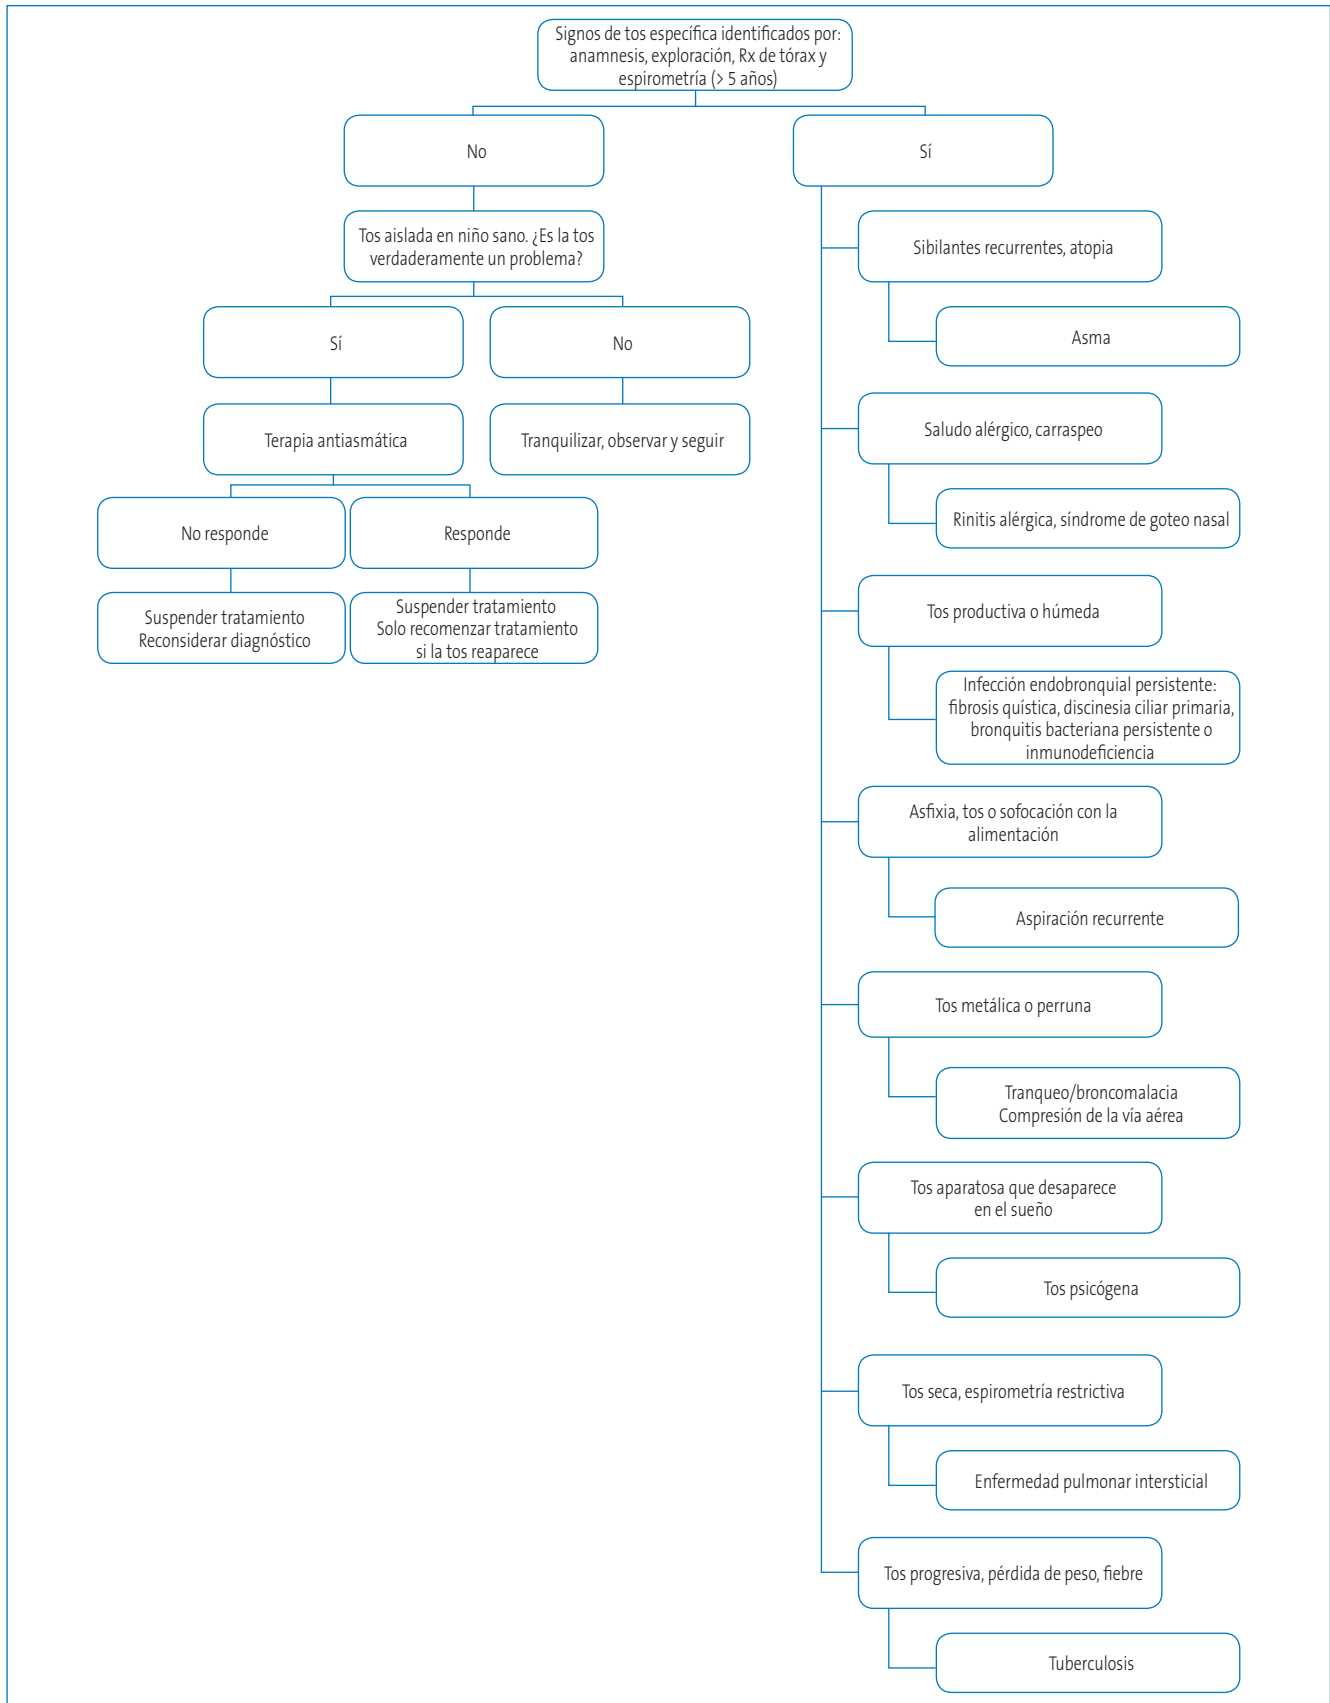 Signos de tos específica identificados por:
anamnesis, exploración, Rx de tórax y
espirometría (> 5 años)
No
Sí
Tos aislada en niño sano. ¿Es la tos
verdaderamente un problema?
Sí
No
Terapia antiasmática
Tranquilizar, observar y seguir
No responde
Responde
Suspender tratamiento
Reconsiderar diagnóstico
Suspender tratamiento
Solo recomenzar tratamiento
si la tos reaparece
Sibilantes recurrentes, atopia
Asma
Saludo alérgico, carraspeo
Rinitis alérgica, síndrome de goteo nasal
Tos productiva o húmeda
Infección endobronquial persistente:
fibrosis quística, discinesia ciliar primaria,
bronquitis bacteriana persistente o
inmunodeficiencia
Asfixia, tos o sofocación con la
alimentación
Aspiración recurrente
Tos metálica o perruna
Tranqueo/broncomalacia
Compresión de la vía aérea
Tos aparatosa que desaparece
en el sueño
Tos psicógena
Tos seca, espirometría restrictiva
Enfermedad pulmonar intersticial
Tos progresiva, pérdida de peso, fiebre
Tuberculosis